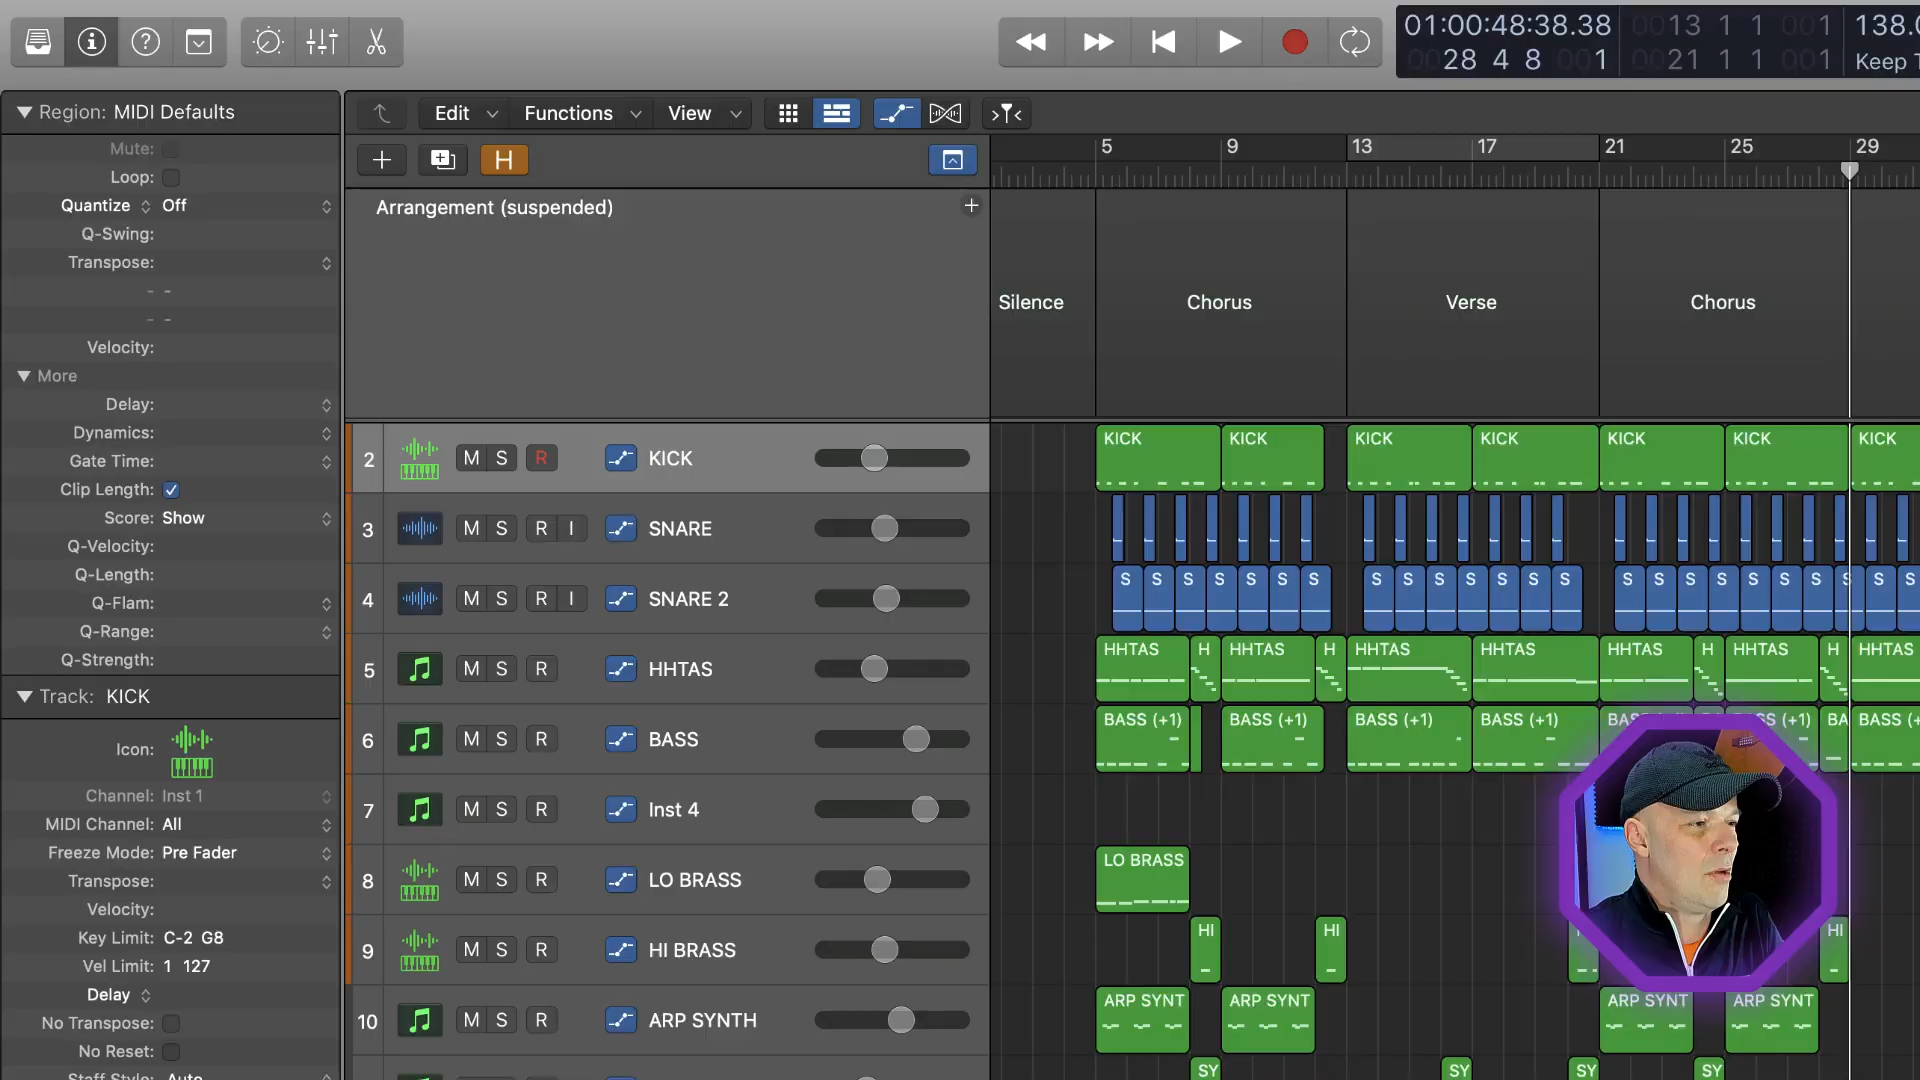 01:00:48:38.38
28 4 8 001
0013 1 1 001
0021 1 1 001
138.0
Keep T
Region: MIDI Defaults
Mute:
Loop:
Quantize Off
Q-Swing:
Transpose:
- -
- -
Velocity:
More
Delay:
Dynamics:
Gate Time:
Clip Length:
Score: Show
Q-Velocity:
Q-Length:
Q-Flam:
Q-Range:
Q-Strength:
Track: KICK
Icon:
Channel: Inst 1
MIDI Channel: All
Freeze Mode: Pre Fader
Transpose:
Velocity:
Key Limit: C-2 G8
Vel Limit: 1 127
Delay
No Transpose:
No Reset:
Staff Style: Auto
Edit Functions View
H
5 9 13 17 21 25 29
Arrangement (suspended) +
Silence Chorus Verse Chorus
2 M S R KICK
KICK KICK KICK KICK KICK KICK KICK
3 M S R I SNARE
4 M S R I SNARE 2
S S S S S S S S S S S S S S S S S S S S S S S S
5 M S R HHTAS
HHTAS H HHTAS H HHTAS HHTAS HHTAS H HHTAS H HHTAS
6 M S R BASS
BASS (+1) BASS (+1) BASS (+1) BASS (+1) BASS (+1) BA BASS (+1)
7 M S R Inst 4
8 M S R LO BRASS
LO BRASS
9 M S R HI BRASS
HI HI HI
10 M S R ARP SYNTH
ARP SYNT ARP SYNT ARP SYNT ARP SYNT
SY SY SY SY